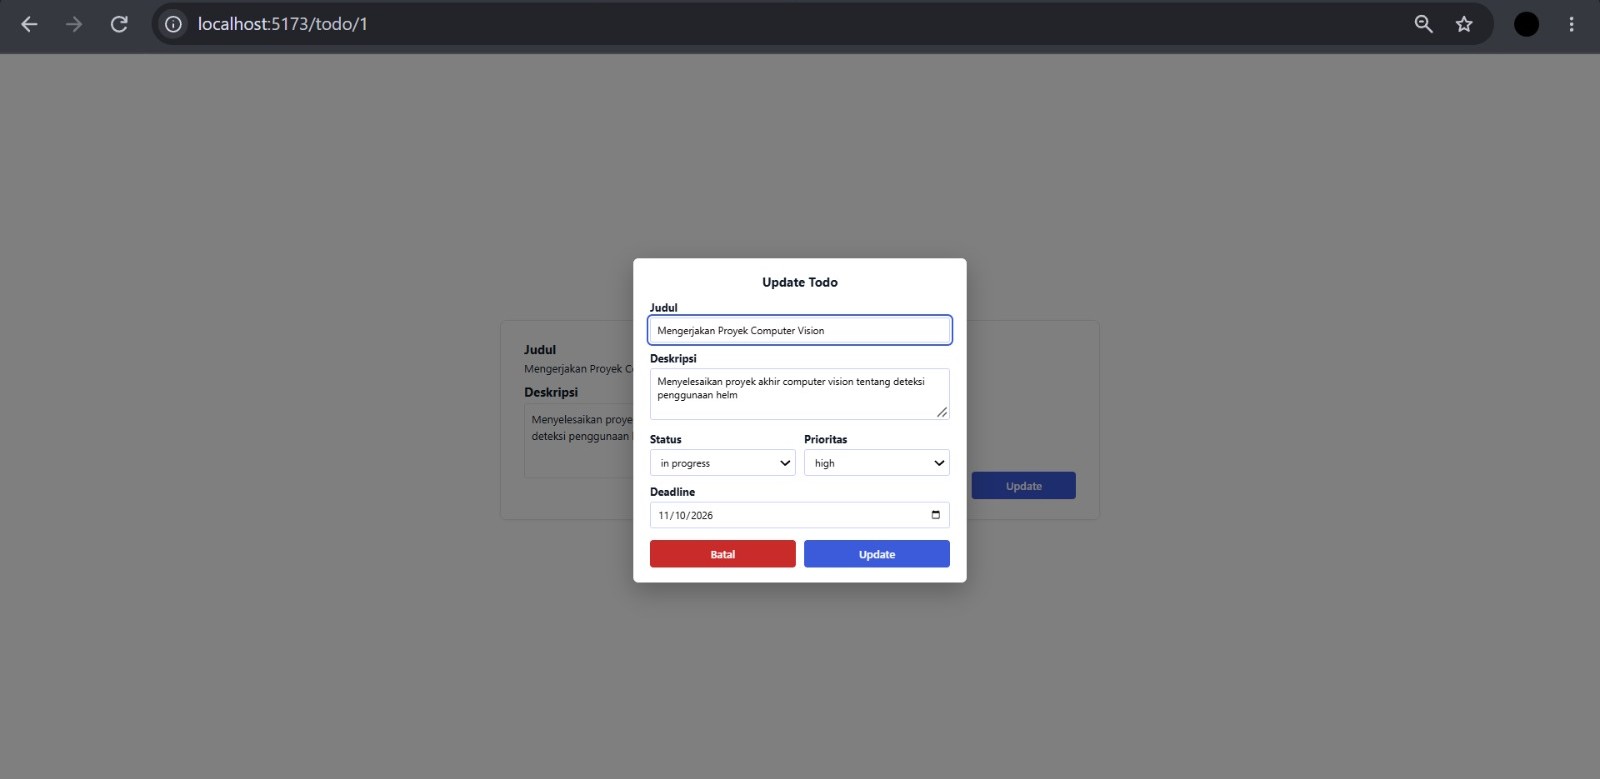 localhost:5173/todo/1
Update Todo
Judul
Mengerjakan Proyek Computer Vision
Deskripsi
Menyelesaikan proyek akhir computer vision tentang deteksi
penggunaan helm
Status
Prioritas
in progress
high
Deadline
11/10/2026
Batal
Update
Judul
Mengerjakan Proyek C
Deskripsi
Menyelesaikan proye
deteksi penggunaan
Update